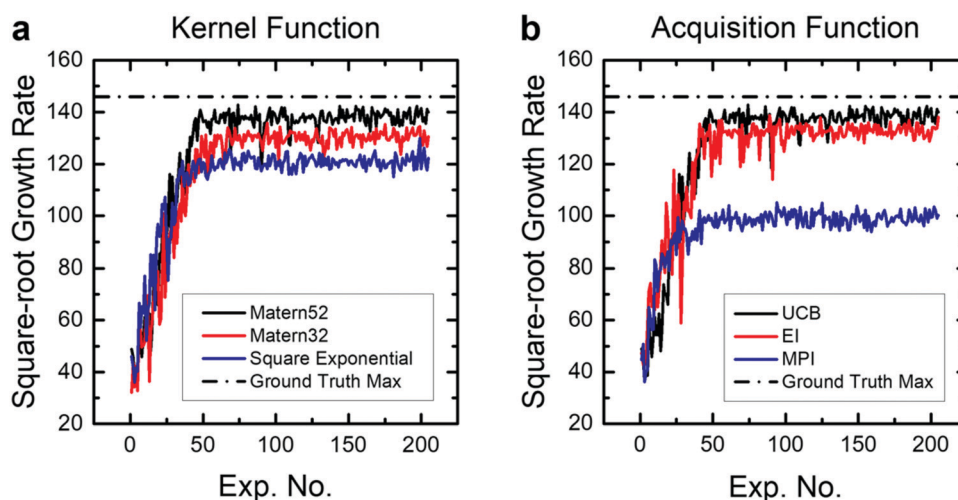 a
Kernel Function
Square-root Growth Rate
160
140
120
100
80
60
40
20
Matern52
Matern32
Square Exponential
Ground Truth Max
0
50
100
150
200
Exp. No.
b
Acquisition Function
Square-root Growth Rate
160
140
120
100
80
60
40
20
UCB
EI
MPI
Ground Truth Max
0
50
100
150
200
Exp. No.